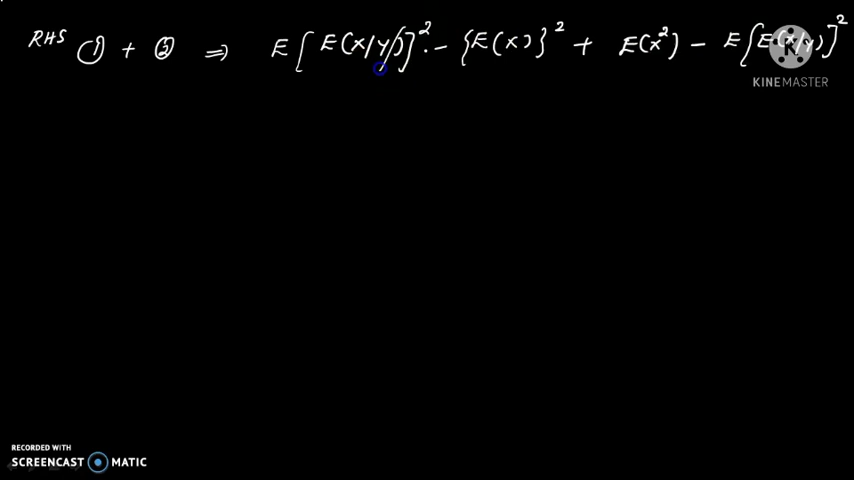 RHS ① + ② ⇒ E[E(X/Y)]². - {E(X)}² + E(X²) - E[E(X/Y)]²
KINEMASTER
RECORDED WITH
SCREENCAST MATIC